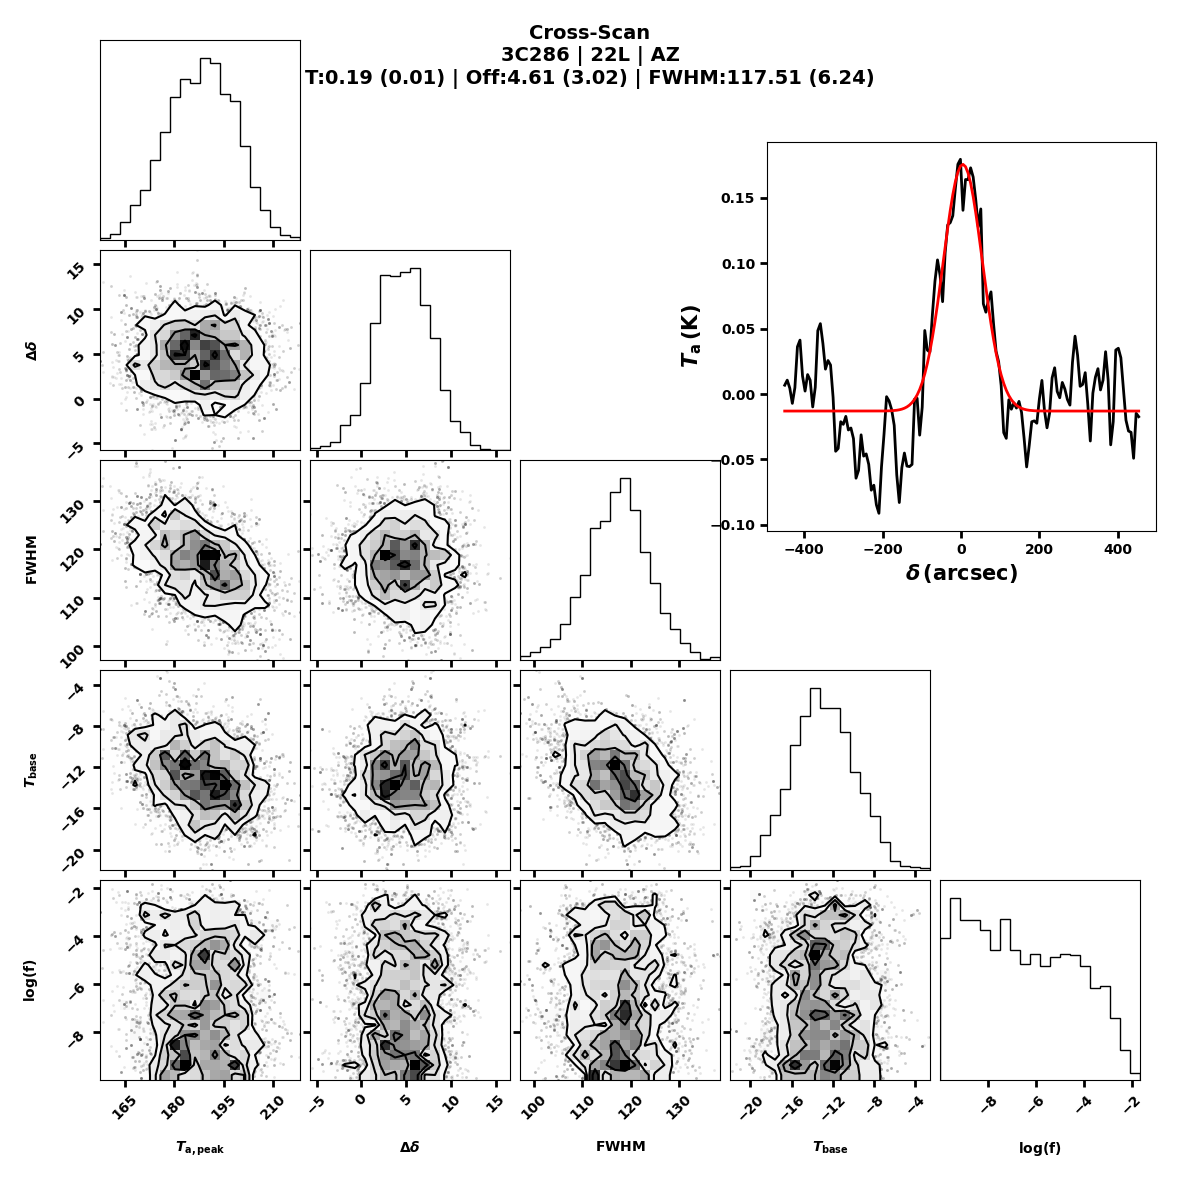 Cross-Scan
3C286 | 22L | AZ
T:0.19 (0.01) | Off:4.61 (3.02) | FWHM:117.51 (6.24)
0.15
0.10
0.05
0.00
−0.05
−0.10
Ta (K)
−400 −200 0 200 400
δ (arcsec)
15
10
5
0
−5
Δδ
130
120
110
100
FWHM
−4
−8
−12
−16
−20
Tbase
−2
−4
−6
−8
log(f)
165 180 195 210
−5 0 5 10 15
100 110 120 130
−20 −16 −12 −8 −4
−8 −6 −4 −2
Ta, peak
Δδ
FWHM
Tbase
log(f)